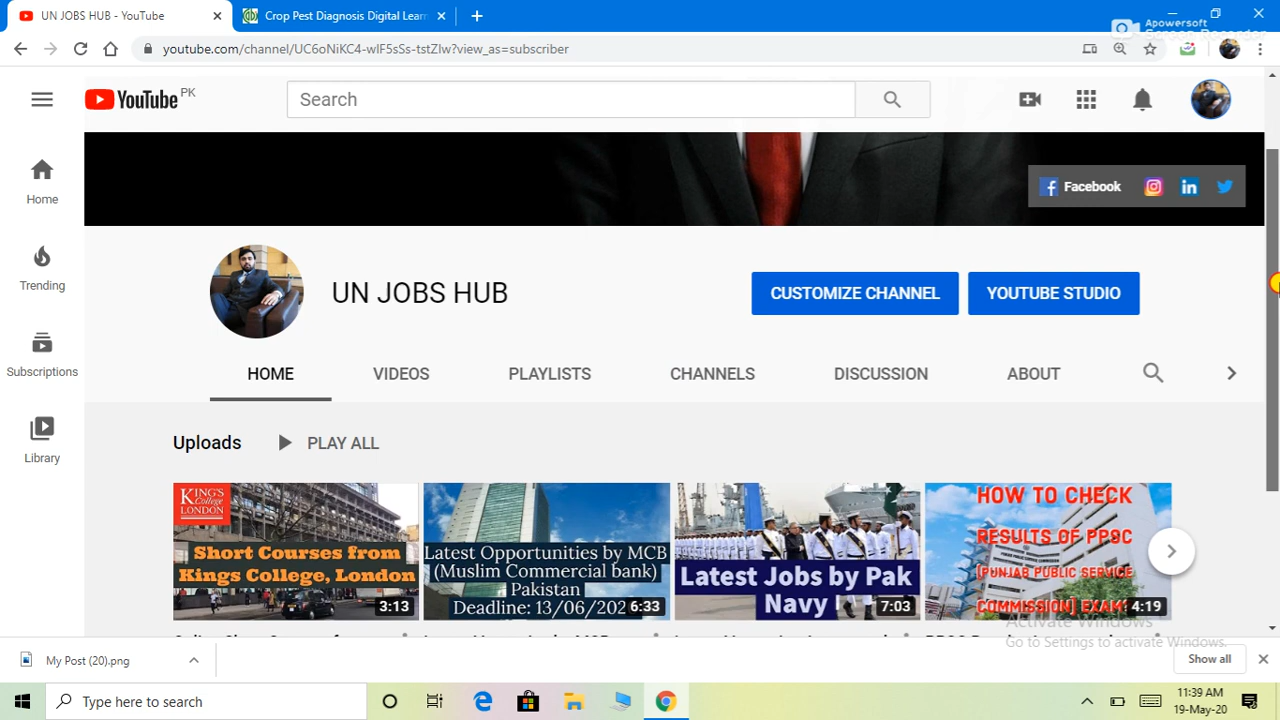 UN JOBS HUB - YouTube
Crop Pest Diagnosis Digital Lear
Apowersoft
Screen Recorder
youtube.com/channel/UC6oNiKC4-wIF5sSs-tstZIw?view_as=subscriber
YouTube PK
Search
Home
Trending
Subscriptions
Library
Facebook
UN JOBS HUB
CUSTOMIZE CHANNEL
YOUTUBE STUDIO
HOME
VIDEOS
PLAYLISTS
CHANNELS
DISCUSSION
ABOUT
Uploads
PLAY ALL
KING'S
College
LONDON
Short Courses from
Kings College, London
3:13
Latest Opportunities by MCB
(Muslim Commercial bank)
Pakistan
Deadline: 13/06/202
6:33
Latest Jobs by Pak
Navy
7:03
HOW TO CHECK
RESULTS OF PPSC
(PUNJAB PUBLIC SERVICE
COMMISSION) EXAM
4:19
Activate Windows
Go to Settings to activate Windows.
My Post (20).png
Show all
Type here to search
11:39 AM
19-May-20